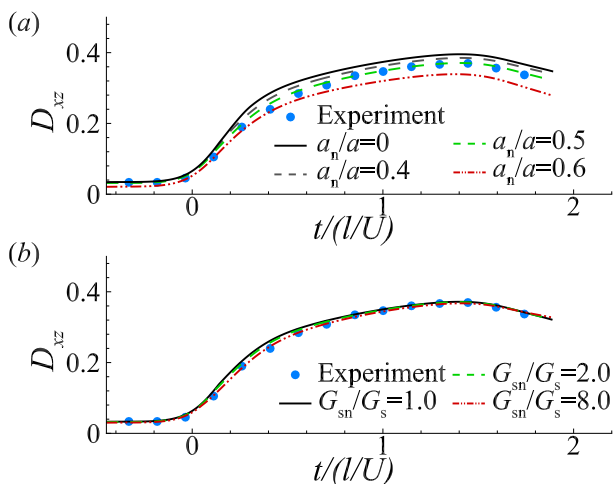 (a)
0.4
0.2
0
D_xz
Experiment
a_n/a=0
a_n/a=0.5
a_n/a=0.4
a_n/a=0.6
0 1 2
t/(l/U)
(b)
0.4
0.2
0
D_xz
Experiment
G_sn/G_s=2.0
G_sn/G_s=1.0
G_sn/G_s=8.0
0 1 2
t/(l/U)